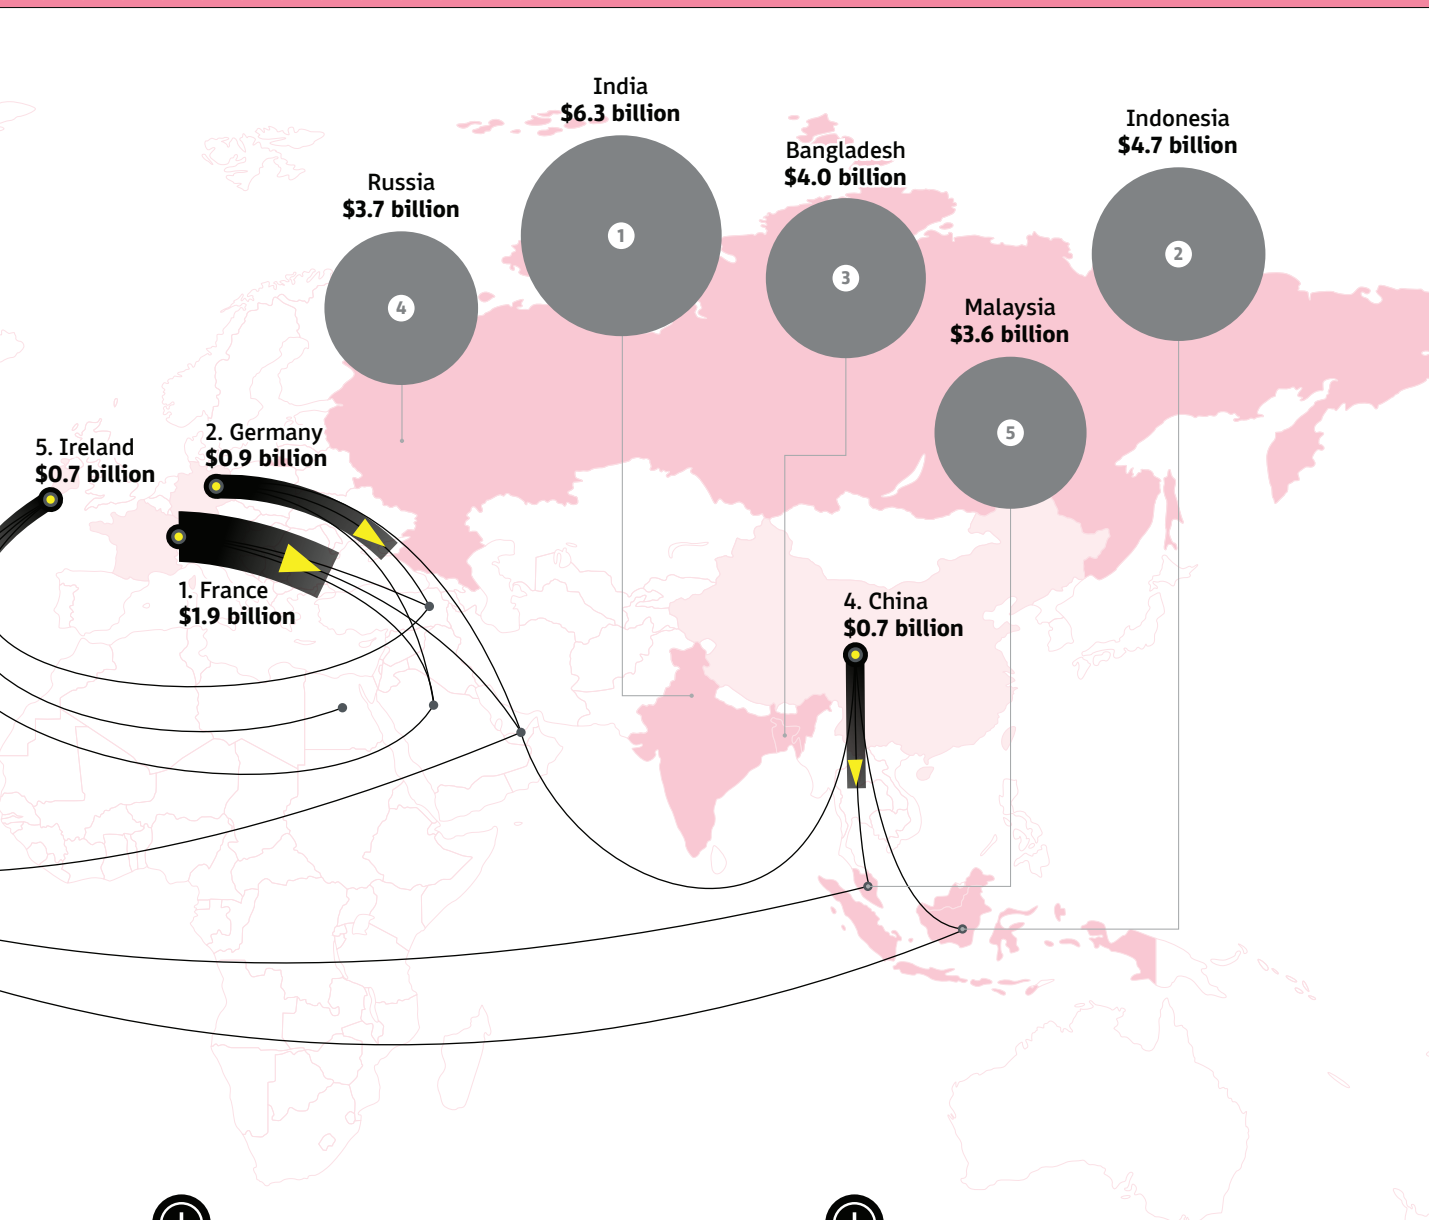 India
$6.3 billion
Indonesia
$4.7 billion
Bangladesh
$4.0 billion
Russia
$3.7 billion
1
2
3
4
Malaysia
$3.6 billion
5
2. Germany
$0.9 billion
5. Ireland
$0.7 billion
1. France
$1.9 billion
4. China
$0.7 billion